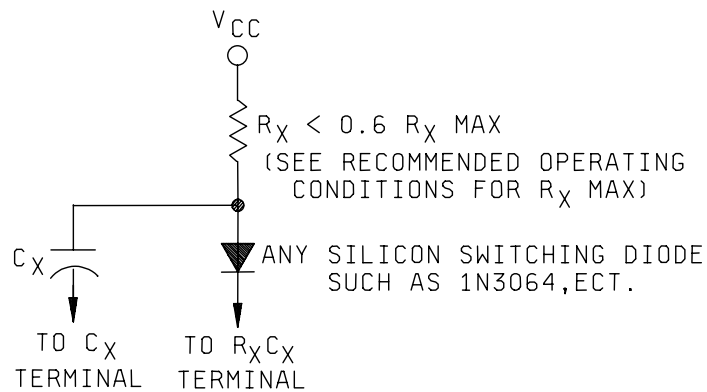 VCC
RX < 0.6 RX MAX
(SEE RECOMMENDED OPERATING
CONDITIONS FOR RX MAX)
CX
ANY SILICON SWITCHING DIODE
SUCH AS 1N3064,ECT.
TO CX
TERMINAL
TO RXCX
TERMINAL